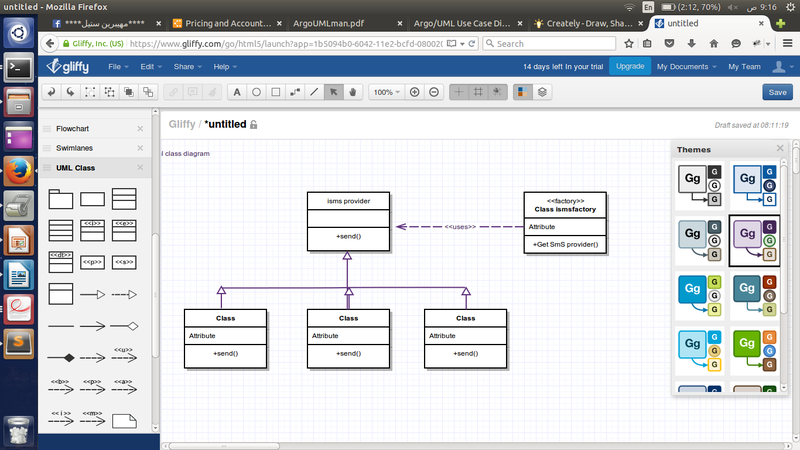 untitled - Mozilla Firefox
En
(2:12, 70%)
9:16 ص
****مهيبرين ستيل****
Pricing and Account...
ArgoUMLman.pdf
Argo/UML Use Case Di...
Creately - Draw, Sha...
untitled
Gliffy, Inc. (US)
https://www.gliffy.com/go/html5/launch?app=1b5094b0-6042-11e2-bcfd-08002
Search
gliffy
File
Edit
Share
Help
14 days left In your trial
Upgrade
My Documents
My Team
A
100%
Save
Flowchart
Swimlanes
UML Class
<<i>>
<<e>>
<<dt>>
<<p>>
<<s>>
<<u>>
<<b>>
<<p>>
<<a>>
<<i>>
<<m>>
Gliffy / *untitled
Draft saved at 08:11:19
l class diagram
isms provider
+send()
<<uses>>
<<factory>>
Class ismsfactory
Attribute
+Get SmS provider()
Class
Attribute
+send()
Class
Attribute
+send()
Class
Attribute
+send()
Themes
Gg
G
G
G
Gg
G
G
G
Gg
G
G
G
Gg
G
G
G
Gg
G
G
G
Gg
G
G
G
Gg
G
G
G
Gg
G
G
G